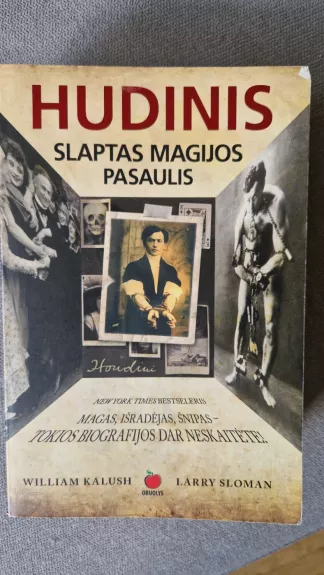 HUDINIS
SLAPTAS MAGIJOS
PASAULIS
Houdini
NEW YORK TIMES BESTSELERIS
MAGAS, IŠRADĖJAS, ŠNIPAS –
TOKIOS BIOGRAFIJOS DAR NESKAITĖTE!
WILLIAM KALUSH
OBUOLYS
LARRY SLOMAN